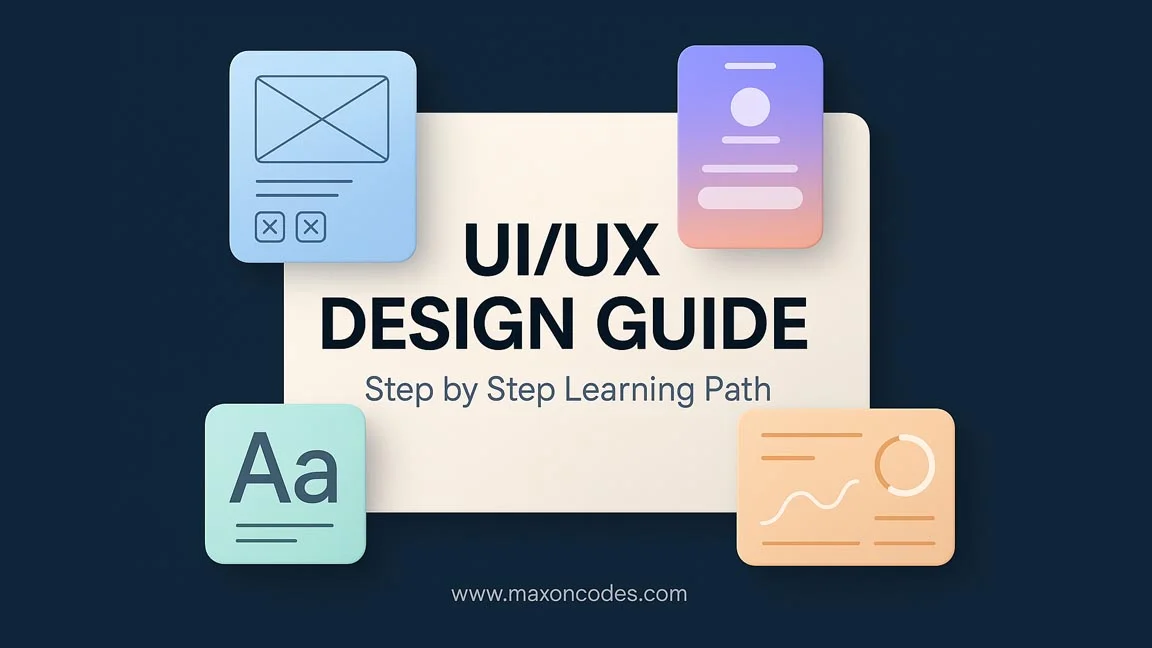 UI/UX
DESIGN GUIDE
Step by Step Learning Path
Aa
www.maxoncodes.com